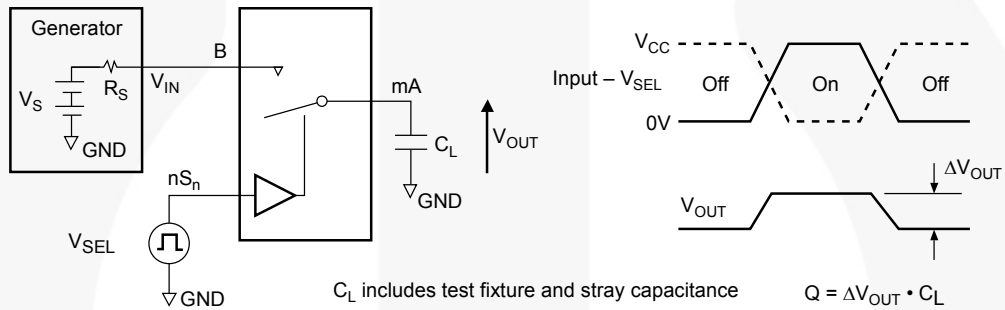 Generator
B
V_IN
R_S
V_S
GND
mA
C_L
V_OUT
GND
nS_n
V_SEL
GND
V_CC
Input – V_SEL
Off
On
Off
0V
V_OUT
ΔV_OUT
C_L includes test fixture and stray capacitance
Q = ΔV_OUT • C_L